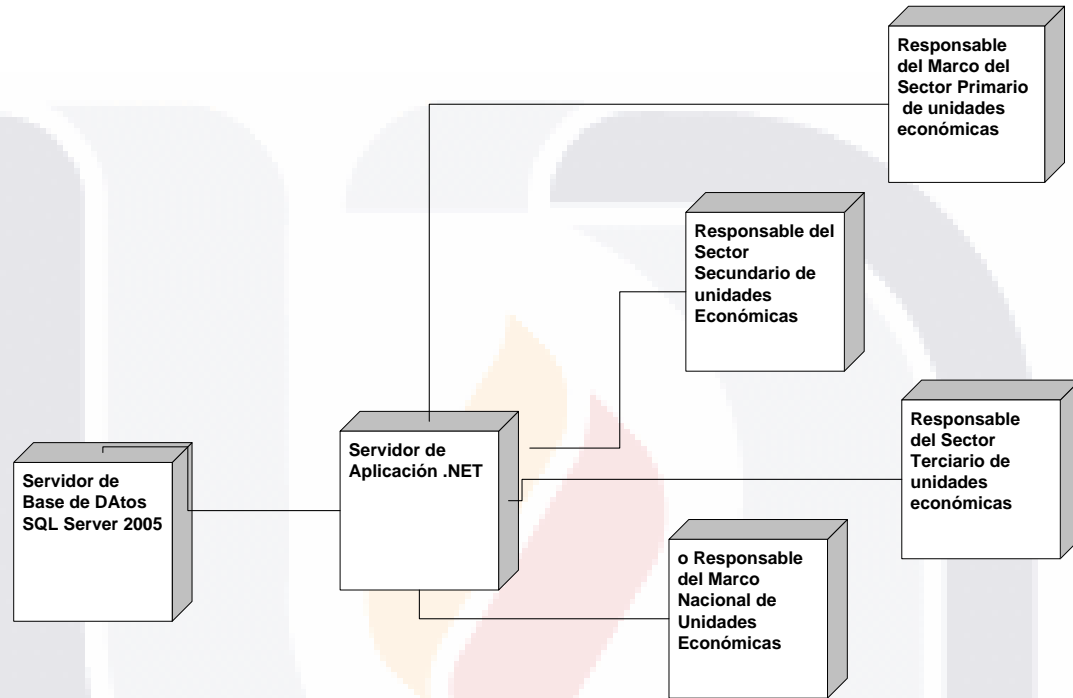 Responsable
del Marco del
Sector Primario
de unidades
económicas
Responsable del
Sector
Secundario de
unidades
Económicas
Responsable
del Sector
Terciario de
unidades
económicas
Servidor de
Aplicación .NET
Servidor de
Base de DAtos
SQL Server 2005
o Responsable
del Marco
Nacional de
Unidades
Económicas